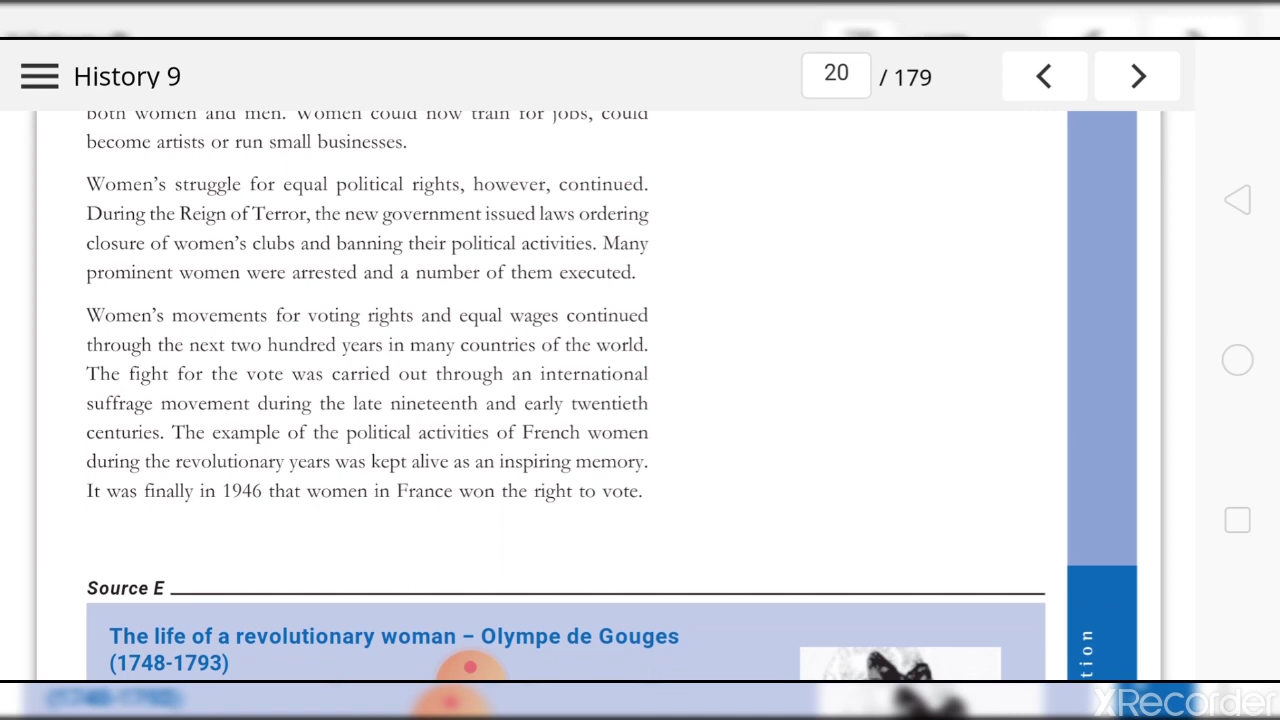 History 9
20 / 179
both women and men. Women could now train for jobs, could
become artists or run small businesses.
Women's struggle for equal political rights, however, continued.
During the Reign of Terror, the new government issued laws ordering
closure of women's clubs and banning their political activities. Many
prominent women were arrested and a number of them executed.
Women's movements for voting rights and equal wages continued
through the next two hundred years in many countries of the world.
The fight for the vote was carried out through an international
suffrage movement during the late nineteenth and early twentieth
centuries. The example of the political activities of French women
during the revolutionary years was kept alive as an inspiring memory.
It was finally in 1946 that women in France won the right to vote.
Source E
The life of a revolutionary woman – Olympe de Gouges
(1748-1793)
tion
XRecorder